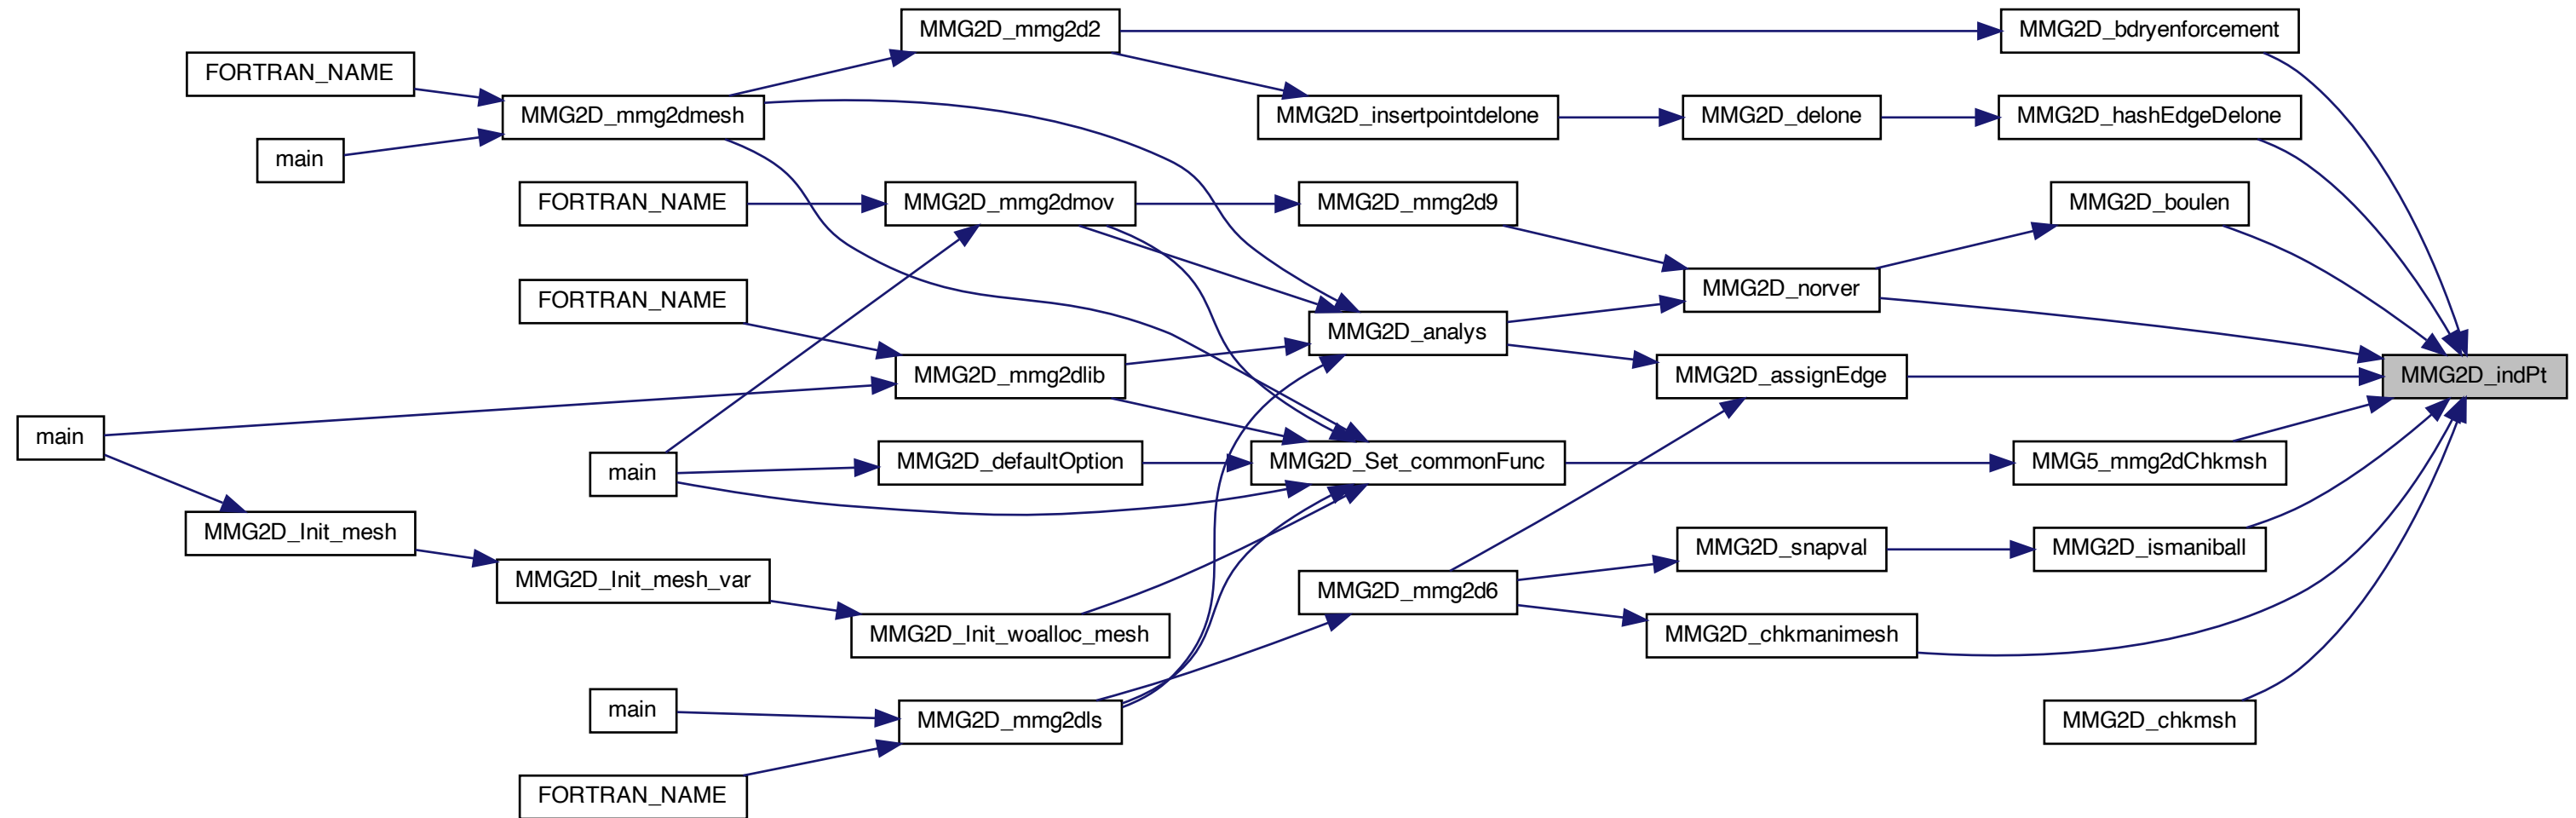 MMG2D_mmg2d2
MMG2D_bdryenforcement
FORTRAN_NAME
MMG2D_mmg2dmesh
MMG2D_insertpointdelone
MMG2D_delone
MMG2D_hashEdgeDelone
main
FORTRAN_NAME
MMG2D_mmg2dmov
MMG2D_mmg2d9
MMG2D_boulen
FORTRAN_NAME
MMG2D_norver
MMG2D_analys
MMG2D_mmg2dlib
MMG2D_assignEdge
MMG2D_indPt
main
main
MMG2D_defaultOption
MMG2D_Set_commonFunc
MMG5_mmg2dChkmsh
MMG2D_Init_mesh
MMG2D_snapval
MMG2D_ismaniball
MMG2D_Init_mesh_var
MMG2D_mmg2d6
MMG2D_Init_woalloc_mesh
MMG2D_chkmanimesh
main
MMG2D_mmg2dls
MMG2D_chkmsh
FORTRAN_NAME